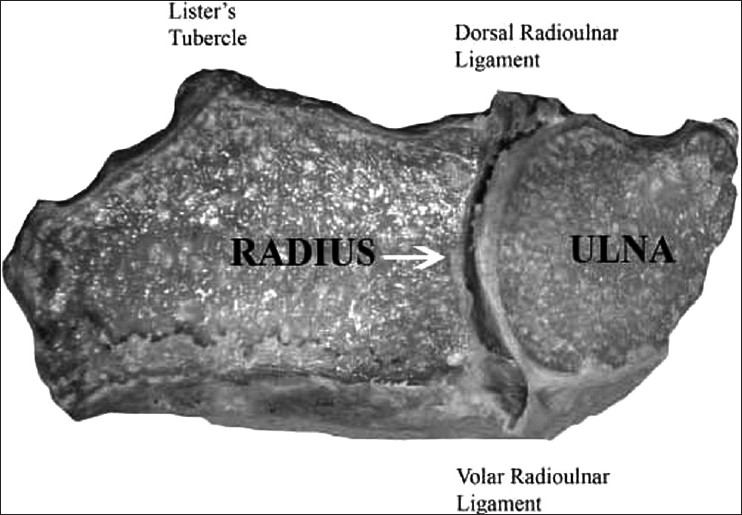 Lister's
Tubercle
Dorsal Radioulnar
Ligament
RADIUS
ULNA
Volar Radioulnar
Ligament